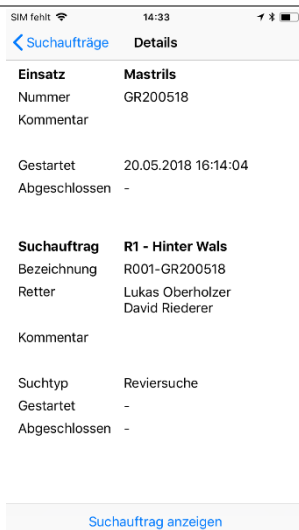 SIM fehlt 14:33
Suchaufträge Details
Einsatz Mastrils
Nummer GR200518
Kommentar
Gestartet 20.05.2018 16:14:04
Abgeschlossen -
Suchauftrag R1 - Hinter Wals
Bezeichnung R001-GR200518
Retter Lukas Oberholzer
David Riederer
Kommentar
Suchtyp Reviersuche
Gestartet -
Abgeschlossen -
Suchauftrag anzeigen